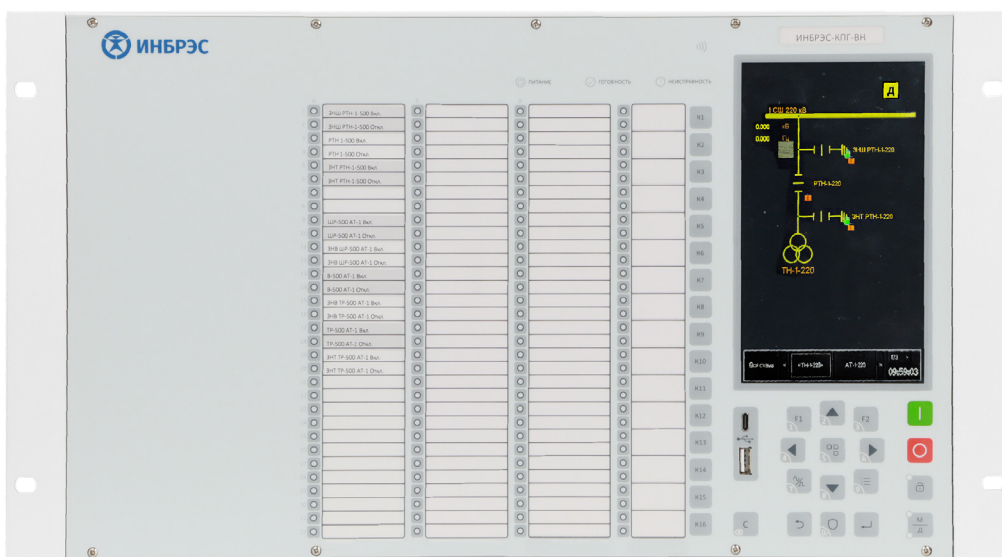 ИНБРЭС
ИНБРЭС-КПГ-ВН
ПИТАНИЕ
ГОТОВНОСТЬ
НЕИСПРАВНОСТЬ
ЗНШ РТН-1-500 Вкл.
ЗНШ РТН-1-500 Откл.
РТН 1-500 Вкл.
РТН 1-500 Откл.
ЗНТ РТН-1-500 Вкл.
ЗНТ РТН-1-500 Откл.
ШР-500 АТ-1 Вкл.
ШР-500 АТ-1 Откл.
ЗНВ ШР-500 АТ-1 Вкл.
ЗНВ ШР-500 АТ-1 Откл.
В-500 АТ-1 Вкл.
В-500 АТ-1 Откл.
ЗНВ ТР-500 АТ-1 Вкл.
ЗНВ ТР-500 АТ-1 Откл.
ТР-500 АТ-1 Вкл.
ТР-500 АТ-1 Откл.
ЗНТ ТР-500 АТ-1 Вкл.
ЗНТ ТР-500 АТ-1 Откл.
К1
К2
К3
К4
К5
К6
К7
К8
К9
К10
К11
К12
К13
К14
К15
К16
Д
1 СШ 220 кВ
0.000 кВ
0.000 Гц
ЗНШ РТН-1-220
РТН-1-220
ЗНТ РТН-1-220
ТН-1-220
АТ-1-220
09:59:03
F1
F2
C
М
Д